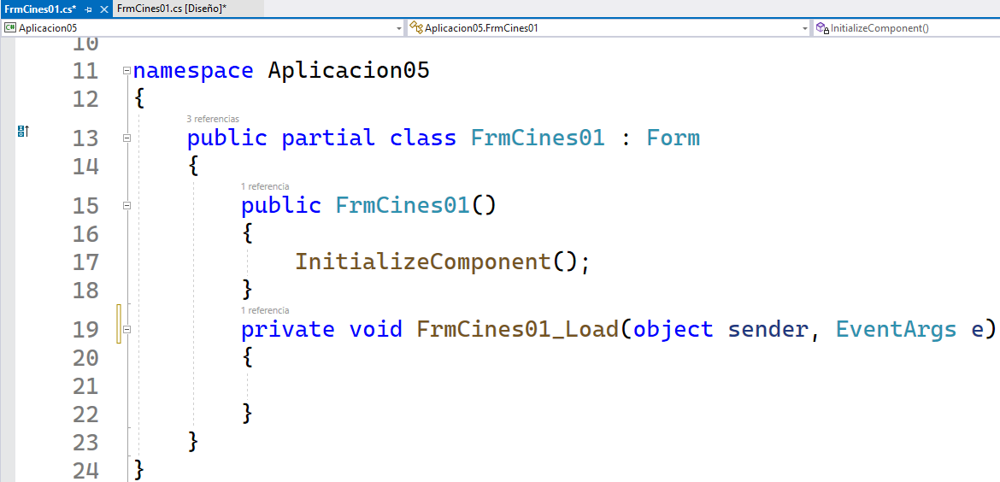 FrmCines01.cs* FrmCines01.cs [Diseño]*
C# Aplicacion05 Aplicacion05.FrmCines01 InitializeComponent()
10
11 namespace Aplicacion05
12 {
3 referencias
13 public partial class FrmCines01 : Form
14 {
1 referencia
15 public FrmCines01()
16 {
17 InitializeComponent();
18 }
1 referencia
19 private void FrmCines01_Load(object sender, EventArgs e)
20 {
21
22 }
23 }
24 }